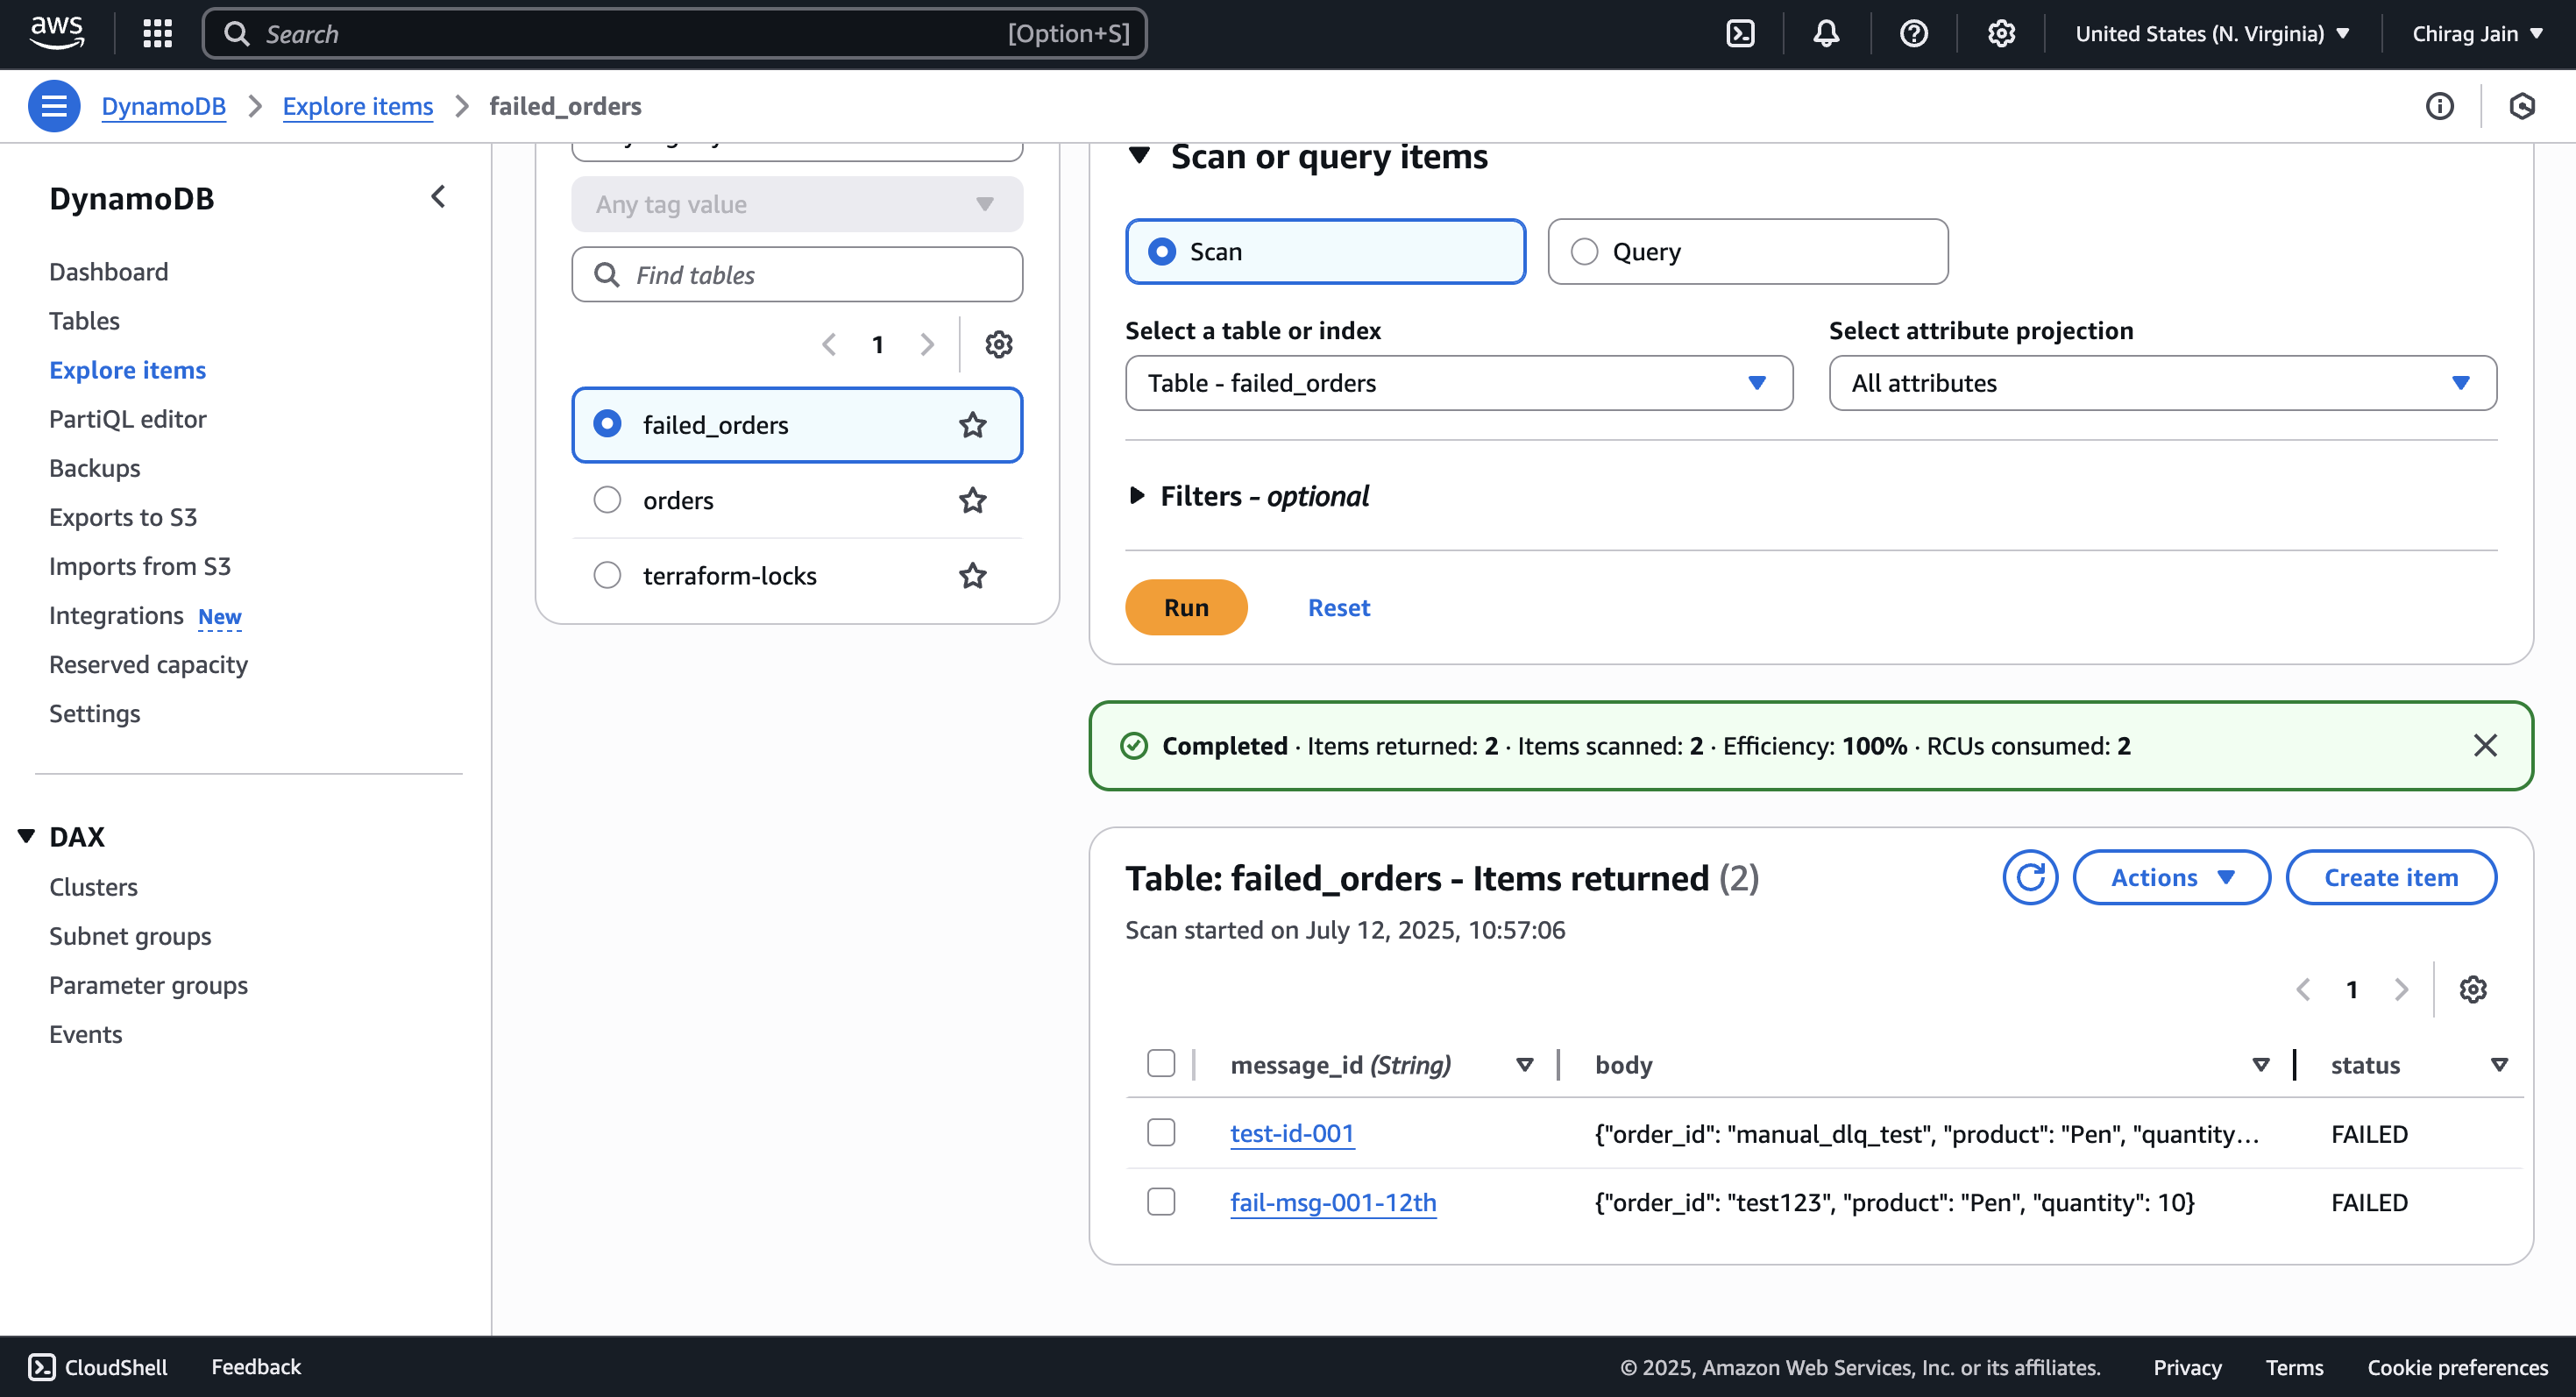 aws
Search [Option+S]
United States (N. Virginia)
Chirag Jain
DynamoDB
Explore items
failed_orders
DynamoDB
Dashboard
Tables
Explore items
PartiQL editor
Backups
Exports to S3
Imports from S3
Integrations New
Reserved capacity
Settings
DAX
Clusters
Subnet groups
Parameter groups
Events
Any tag value
Find tables
1
failed_orders
orders
terraform-locks
Scan or query items
Scan
Query
Select a table or index
Table - failed_orders
Select attribute projection
All attributes
Filters - optional
Run
Reset
Completed · Items returned: 2 · Items scanned: 2 · Efficiency: 100% · RCUs consumed: 2
Table: failed_orders - Items returned (2)
Actions
Create item
Scan started on July 12, 2025, 10:57:06
1
message_id (String) body status
test-id-001 {"order_id": "manual_dlq_test", "product": "Pen", "quantity… FAILED
fail-msg-001-12th {"order_id": "test123", "product": "Pen", "quantity": 10} FAILED
CloudShell
Feedback
© 2025, Amazon Web Services, Inc. or its affiliates.
Privacy
Terms
Cookie preferences